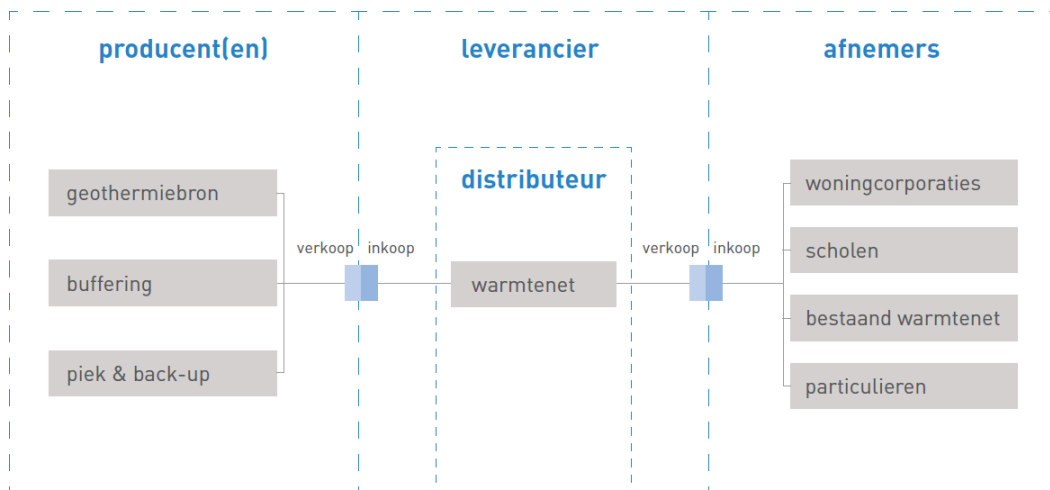 producent(en)
leverancier
afnemers
distributeur
geothermiebron
buffering
piek & back-up
verkoop
inkoop
warmtenet
verkoop
inkoop
woningcorporaties
scholen
bestaand warmtenet
particulieren